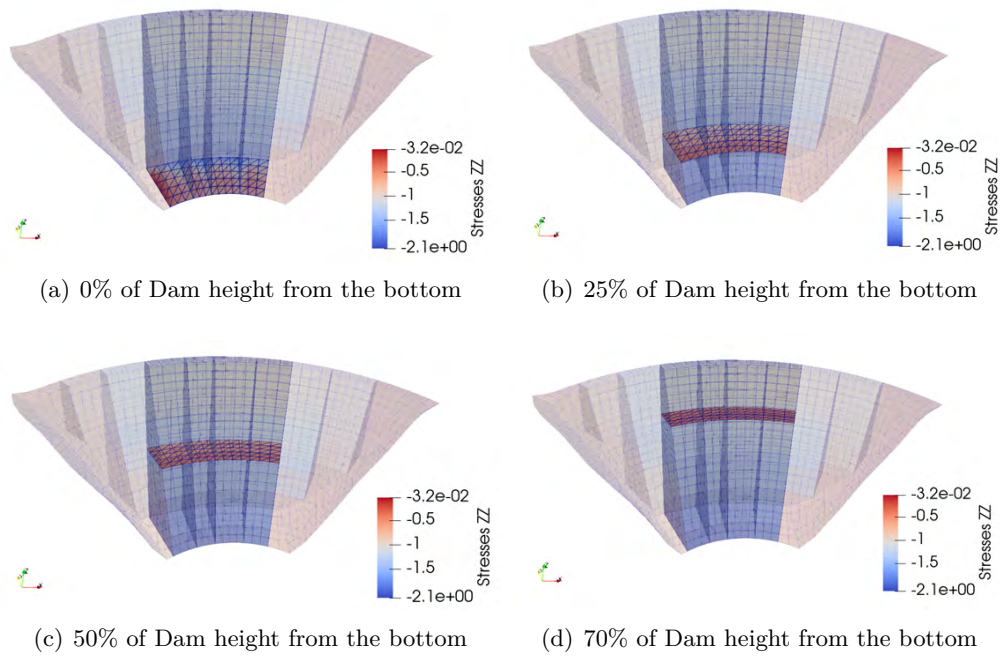 -3.2e-02
-0.5
-1
-1.5
-2.1e+00
Stresses ZZ
(a) 0% of Dam height from the bottom
-3.2e-02
-0.5
-1
-1.5
-2.1e+00
Stresses ZZ
(b) 25% of Dam height from the bottom
-3.2e-02
-0.5
-1
-1.5
-2.1e+00
Stresses ZZ
(c) 50% of Dam height from the bottom
-3.2e-02
-0.5
-1
-1.5
-2.1e+00
Stresses ZZ
(d) 70% of Dam height from the bottom